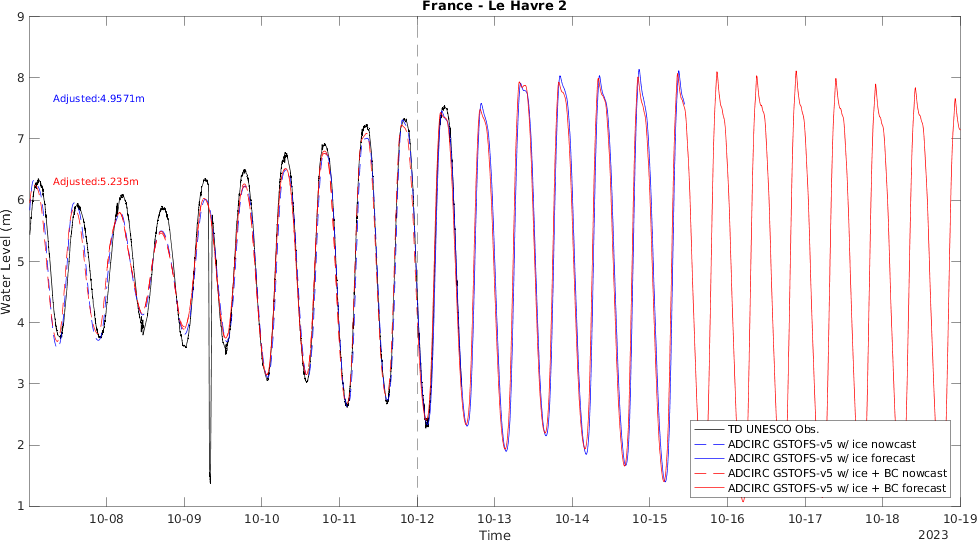 France - Le Havre 2
9
8
7
6
5
4
3
2
1
Water Level (m)
Adjusted:4.9571m
Adjusted:5.235m
TD UNESCO Obs.
ADCIRC GSTOFS-v5 w/ ice nowcast
ADCIRC GSTOFS-v5 w/ ice forecast
ADCIRC GSTOFS-v5 w/ ice + BC nowcast
ADCIRC GSTOFS-v5 w/ ice + BC forecast
10-08 10-09 10-10 10-11 10-12 10-13 10-14 10-15 10-16 10-17 10-18 10-19
Time
2023